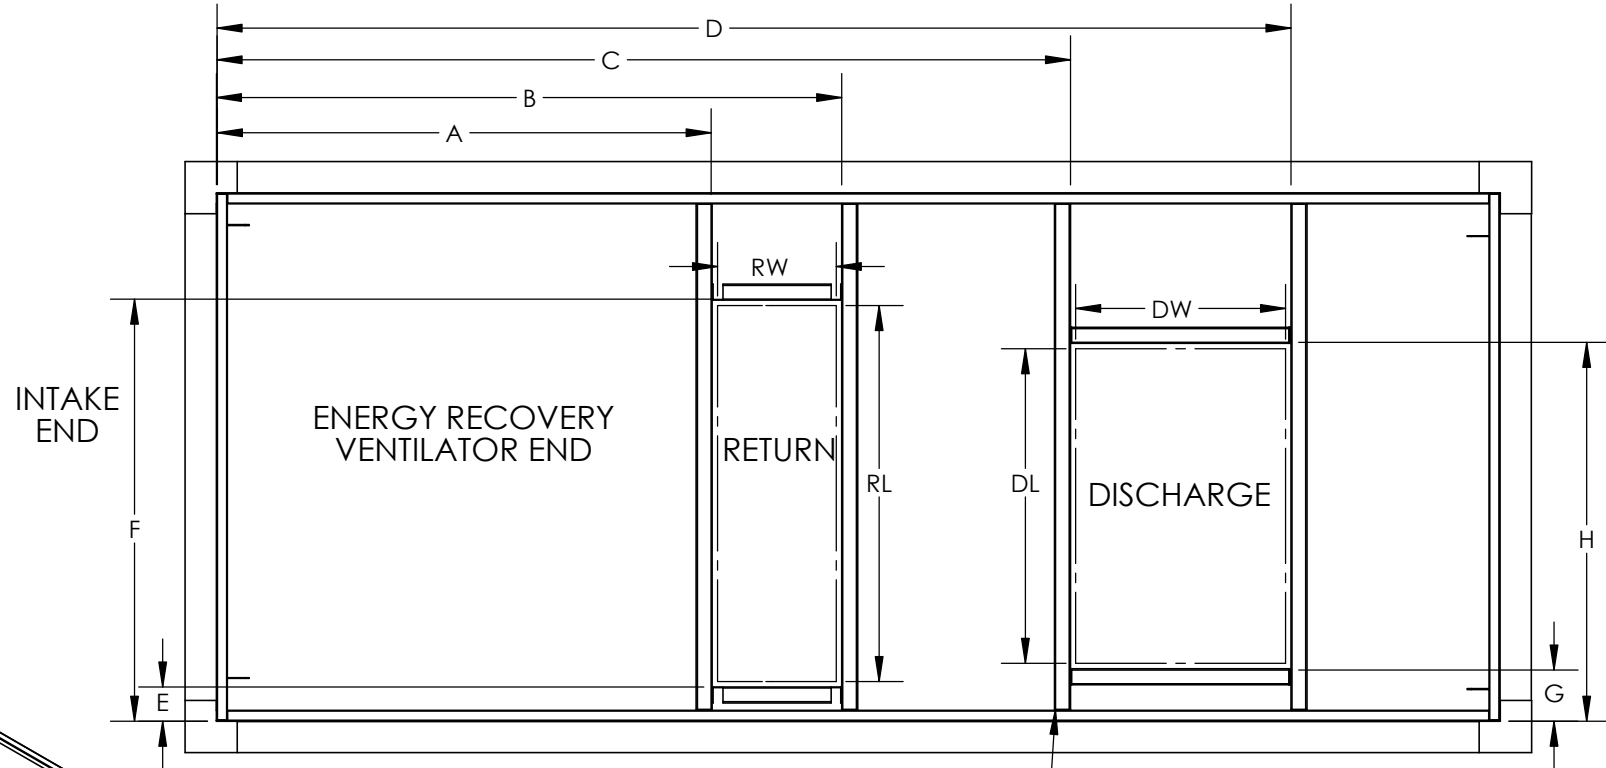 D
C
B
A
RW
DW
INTAKE
END
ENERGY RECOVERY
VENTILATOR END
RETURN
RL
DL
DISCHARGE
F
H
E
G